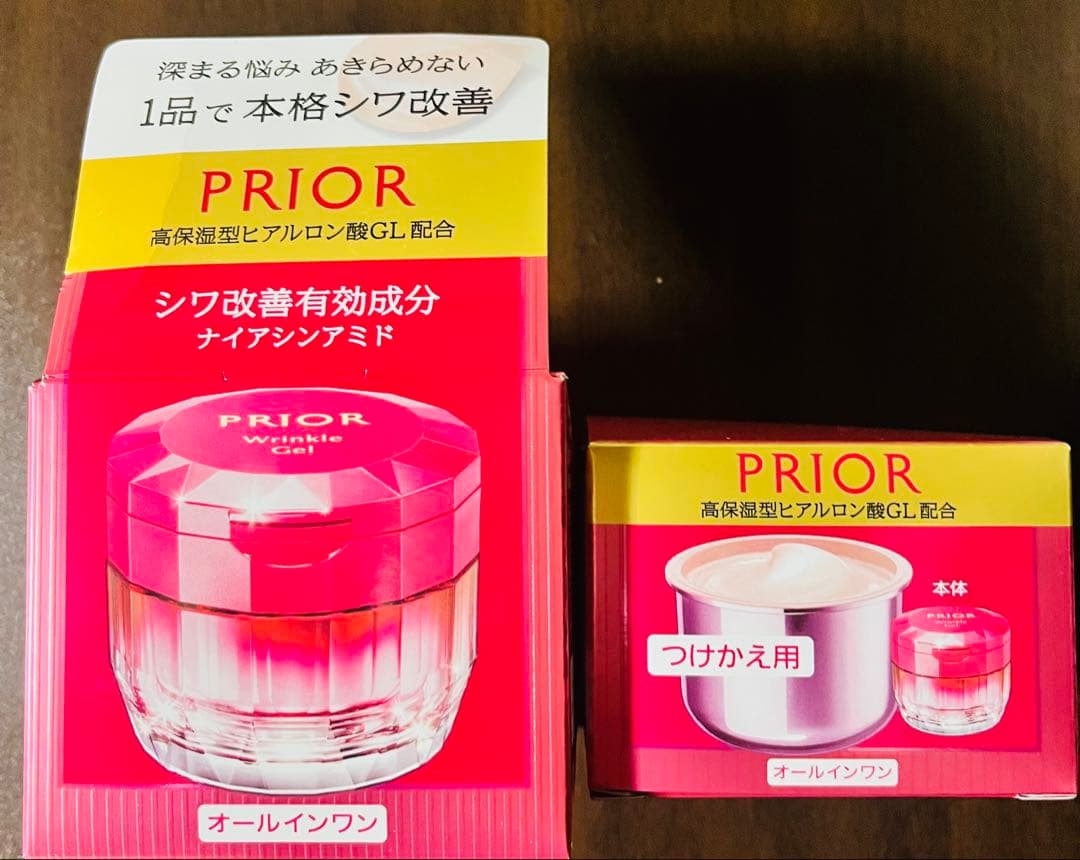 深まる悩み あきらめない
1品で 本格シワ改善
PRIOR
高保湿型ヒアルロン酸GL配合
シワ改善有効成分
ナイアシンアミド
PRIOR
Wrinkle
Gel
オールインワン
PRIOR
高保湿型ヒアルロン酸GL配合
本体
PRIOR
Wrinkle
Gel
つけかえ用
オールインワン